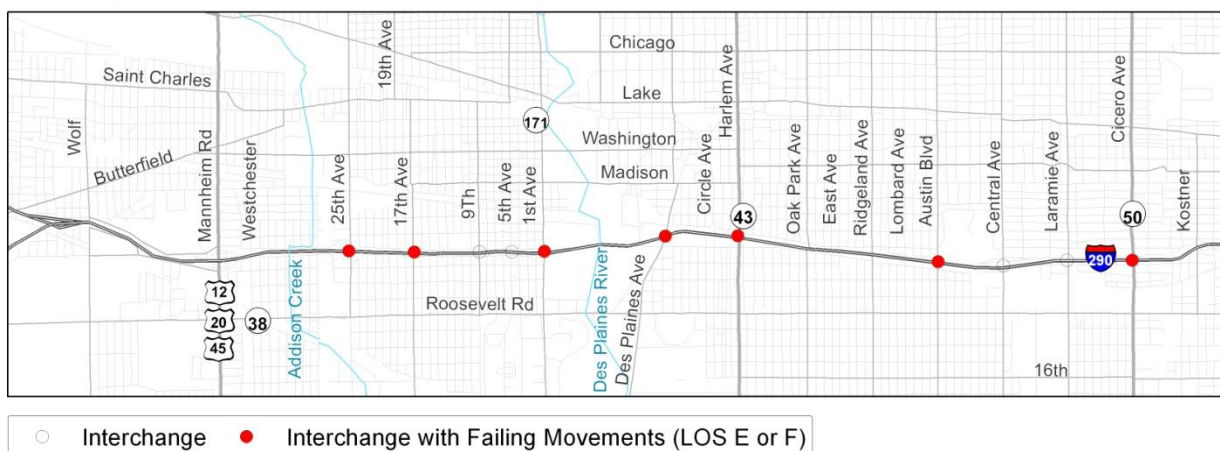 Chicago
Saint Charles
19th Ave
Lake
Harlem Ave
Cicero Ave
171
Wolf
Butterfield
Washington
Madison
Mannheim Rd
Westchester
25th Ave
17th Ave
9Th
5th Ave
1st Ave
Circle Ave
43
Oak Park Ave
East Ave
Ridgeland Ave
Lombard Ave
Austin Blvd
Central Ave
Laramie Ave
50
Kostner
290
12
20
45
38
Addison Creek
Roosevelt Rd
Des Plaines River
Des Plaines Ave
16th
Interchange
Interchange with Failing Movements (LOS E or F)